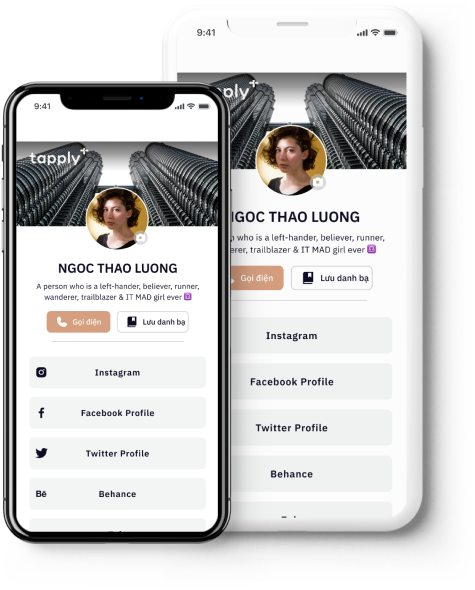 9:41
tapply
NGOC THAO LUONG
A person who is a left-hander, believer, runner,
wanderer, trailblazer & IT MAD girl ever
Gọi điện
Lưu danh bạ
Instagram
Facebook Profile
Twitter Profile
Bē Behance
9:41
pply
NGOC THAO LUONG
who is a left-hander, believer, runner,
erer, trailblazer & IT MAD girl ever
Gọi điện
Lưu danh bạ
Instagram
Facebook Profile
Twitter Profile
Behance